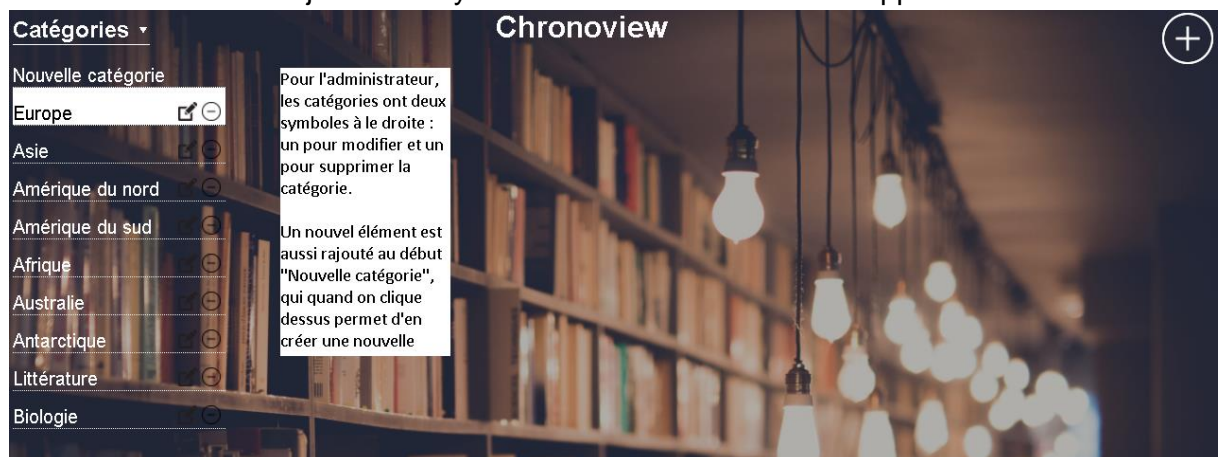 Catégories
Chronoview
Nouvelle catégorie
Europe
Asie
Amérique du nord
Amérique du sud
Afrique
Australie
Antarctique
Littérature
Biologie
Pour l'administrateur,
les catégories ont deux
symboles à le droite :
un pour modifier et un
pour supprimer la
catégorie.
Un nouvel élément est
aussi rajouté au début
"Nouvelle catégorie",
qui quand on clique
dessus permet d'en
créer une nouvelle